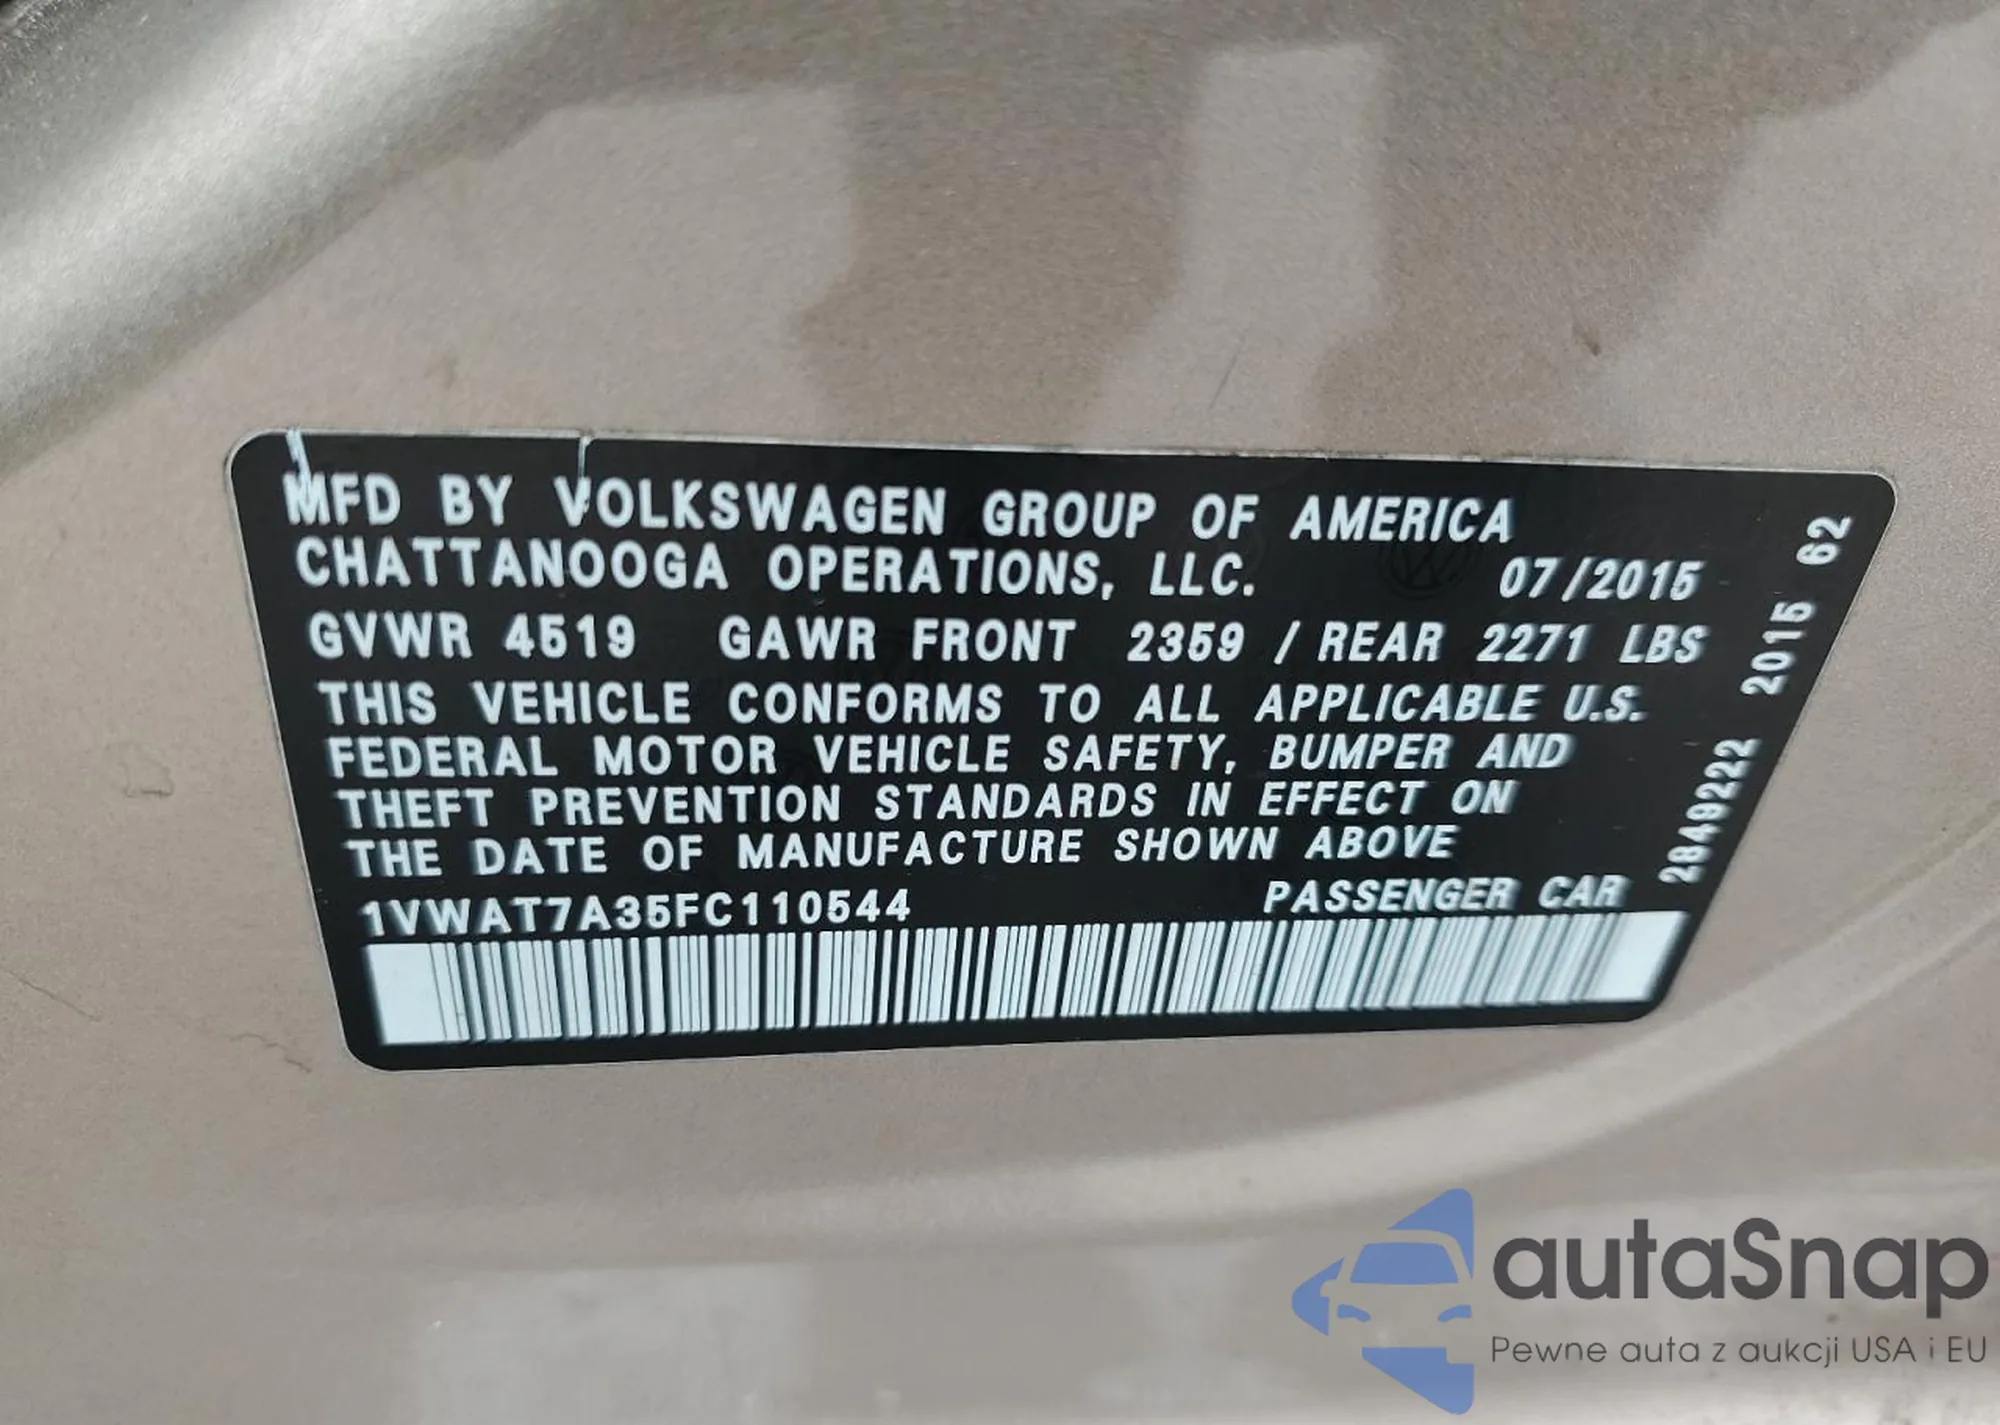 MFD BY VOLKSWAGEN GROUP OF AMERICA
CHATTANOOGA OPERATIONS, LLC. 07/2015
GVWR 4519 GAWR FRONT 2359 / REAR 2271 LBS
THIS VEHICLE CONFORMS TO ALL APPLICABLE U.S.
FEDERAL MOTOR VEHICLE SAFETY, BUMPER AND
THEFT PREVENTION STANDARDS IN EFFECT ON
THE DATE OF MANUFACTURE SHOWN ABOVE
1VWAT7A35FC110544 PASSENGER CAR
2849222 2015 62
autaSnap
Pewne auta z aukcji USA i EU